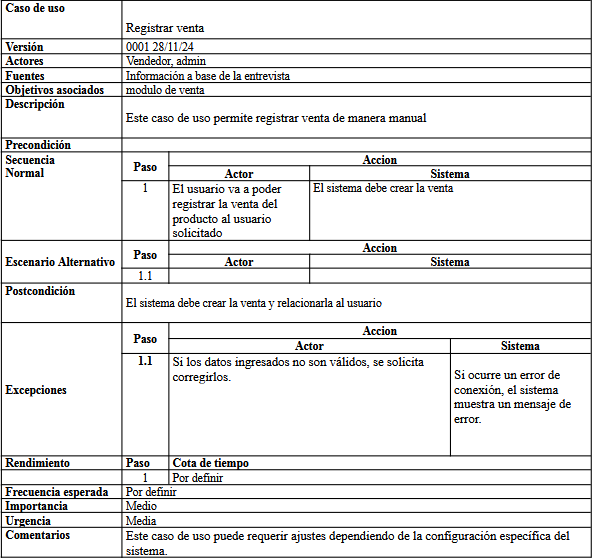 Caso de uso
Registrar venta
Versión 0001 28/11/24
Actores Vendedor, admin
Fuentes Información a base de la entrevista
Objetivos asociados modulo de venta
Descripción
Este caso de uso permite registrar venta de manera manual
Precondición
Secuencia Normal
Paso Accion
Actor Sistema
1 El usuario va a poder El sistema debe crear la venta
registrar la venta del
producto al usuario
solicitado
Escenario Alternativo
Paso Accion
Actor Sistema
1.1
Postcondición
El sistema debe crear la venta y relacionarla al usuario
Excepciones
Paso Accion
Actor Sistema
1.1 Si los datos ingresados no son válidos, se solicita
corregirlos.
Si ocurre un error de
conexión, el sistema
muestra un mensaje de
error.
Rendimiento Paso Cota de tiempo
1 Por definir
Frecuencia esperada Por definir
Importancia Medio
Urgencia Media
Comentarios Este caso de uso puede requerir ajustes dependiendo de la configuración específica del
sistema.